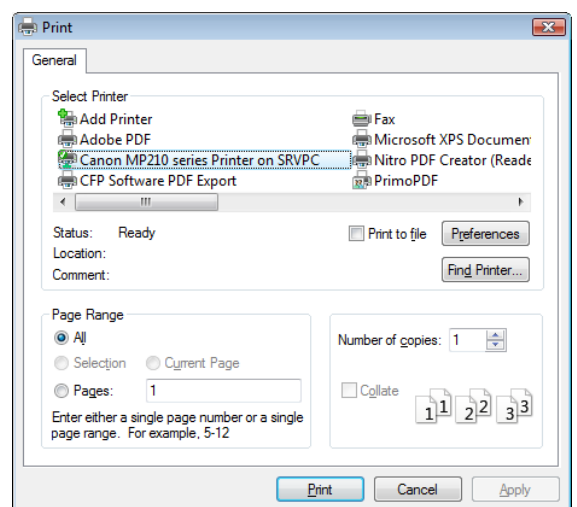 Print
General
Select Printer
Add Printer
Fax
Adobe PDF
Microsoft XPS Documen
Canon MP210 series Printer on SRVPC
Nitro PDF Creator (Reade
CFP Software PDF Export
PrimoPDF
Status: Ready
Print to file
Preferences
Location:
Comment:
Find Printer...
Page Range
All
Number of copies: 1
Selection
Current Page
Pages: 1
Collate
Enter either a single page number or a single
page range. For example, 5-12
1 1 2 2 3 3
Print
Cancel
Apply